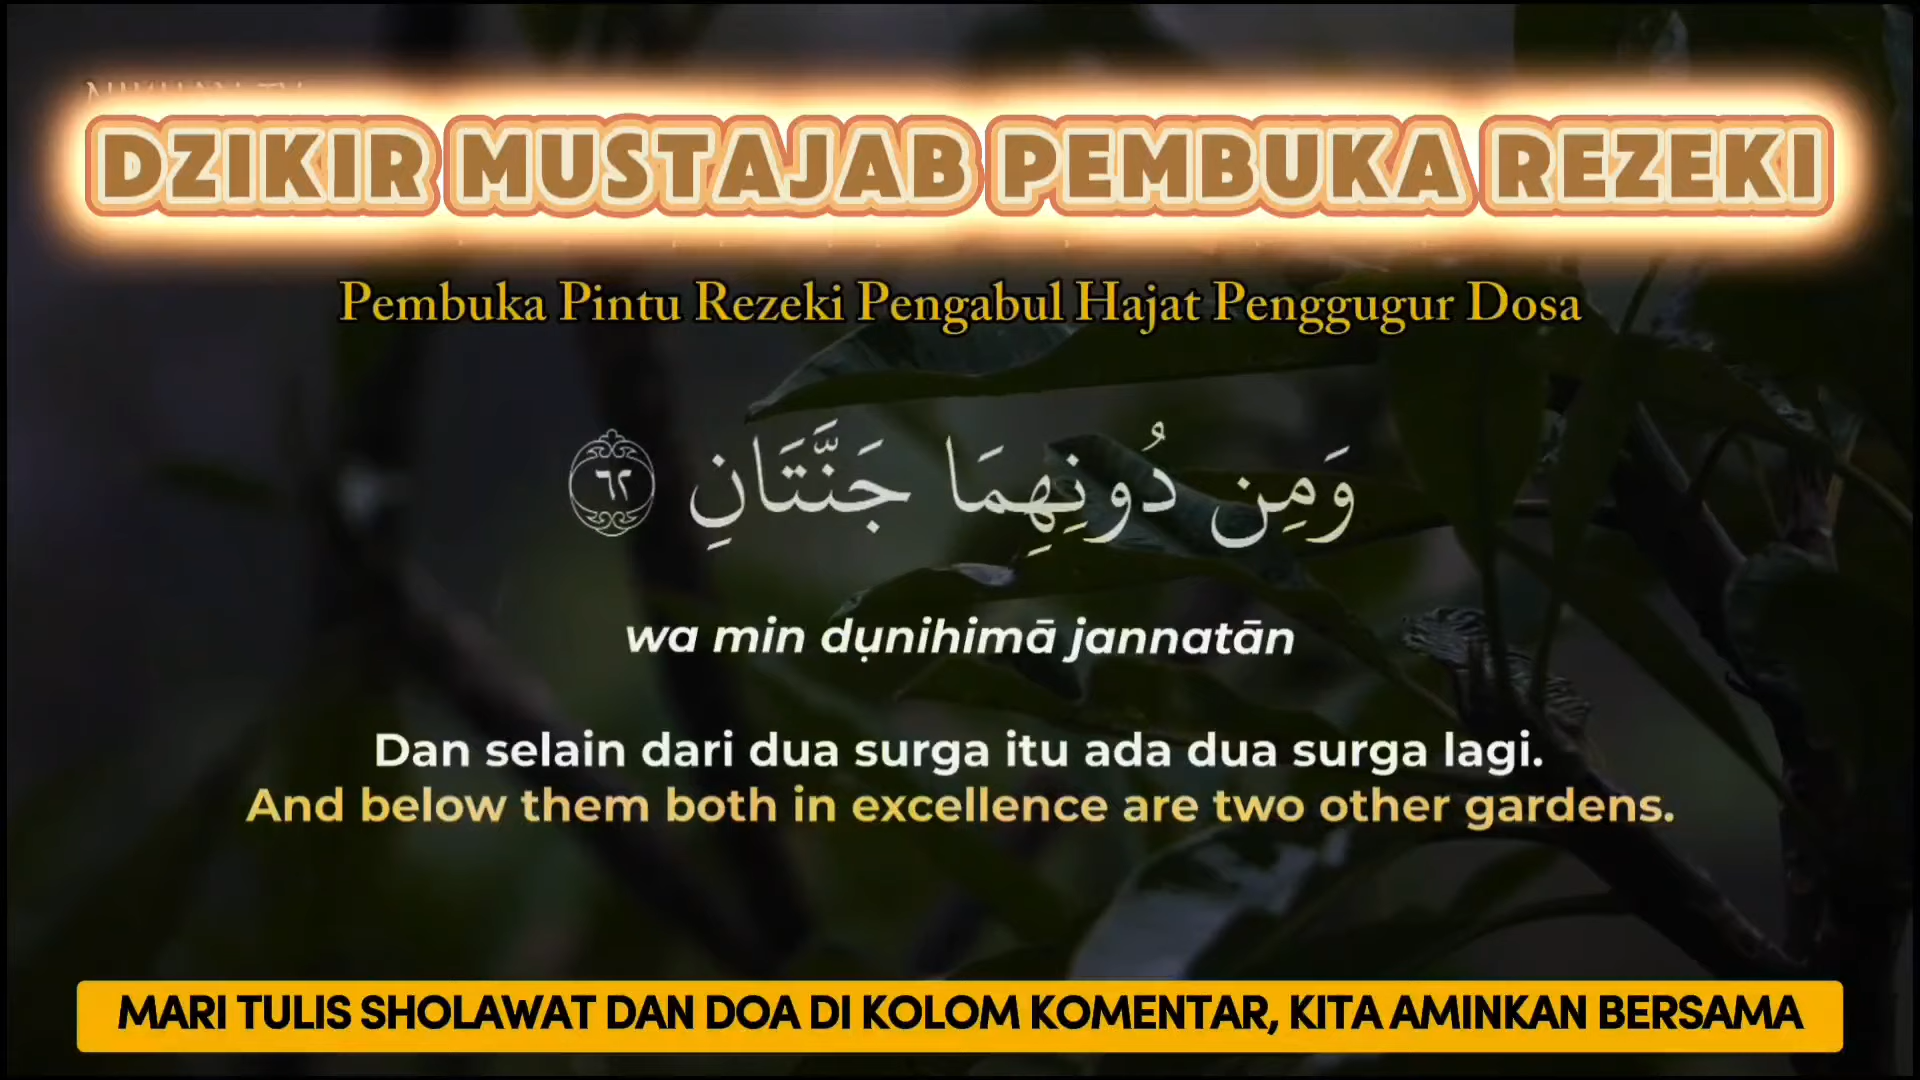 DZIKIR MUSTAJAB PEMBUKA REZEKI
Pembuka Pintu Rezeki Pengabul Hajat Penggugur Dosa
وَمِن دُونِهِمَا جَنَّتَانِ ٦٢
wa min dụnihimā jannatān
Dan selain dari dua surga itu ada dua surga lagi.
And below them both in excellence are two other gardens.
MARI TULIS SHOLAWAT DAN DOA DI KOLOM KOMENTAR, KITA AMINKAN BERSAMA